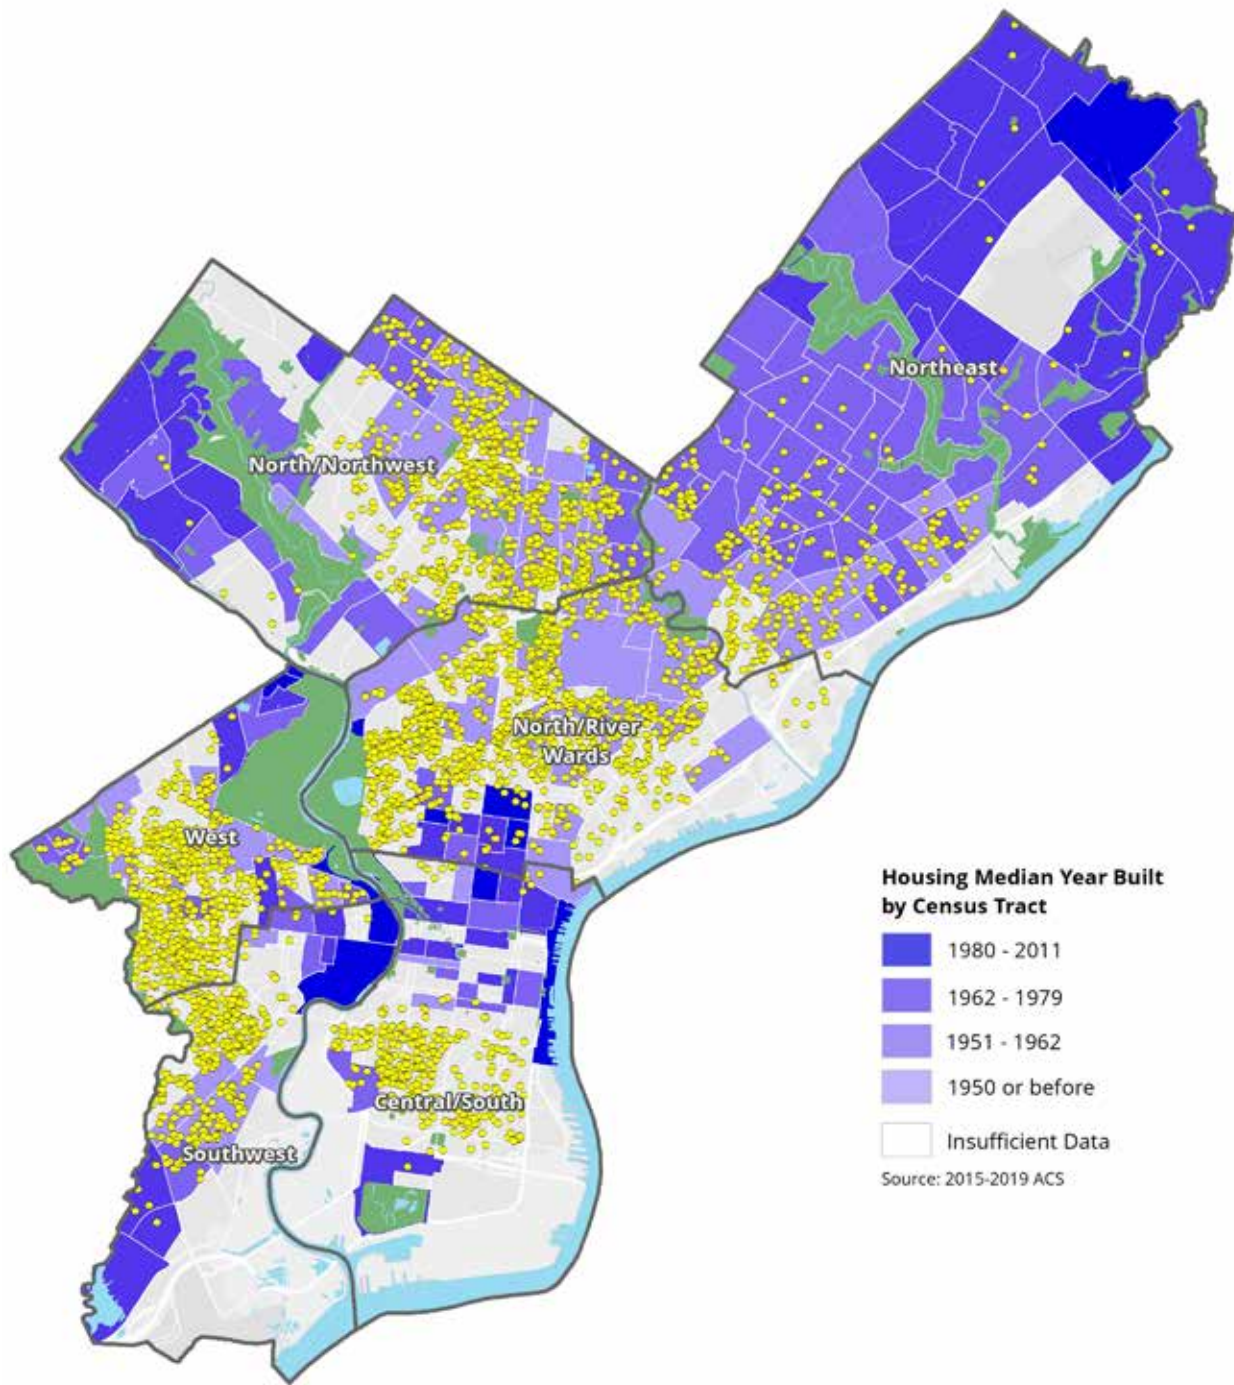 Northeast
North/Northwest
North/River
Wards
West
Central/South
Southwest
Housing Median Year Built
by Census Tract
1980 - 2011
1962 - 1979
1951 - 1962
1950 or before
Insufficient Data
Source: 2015-2019 ACS